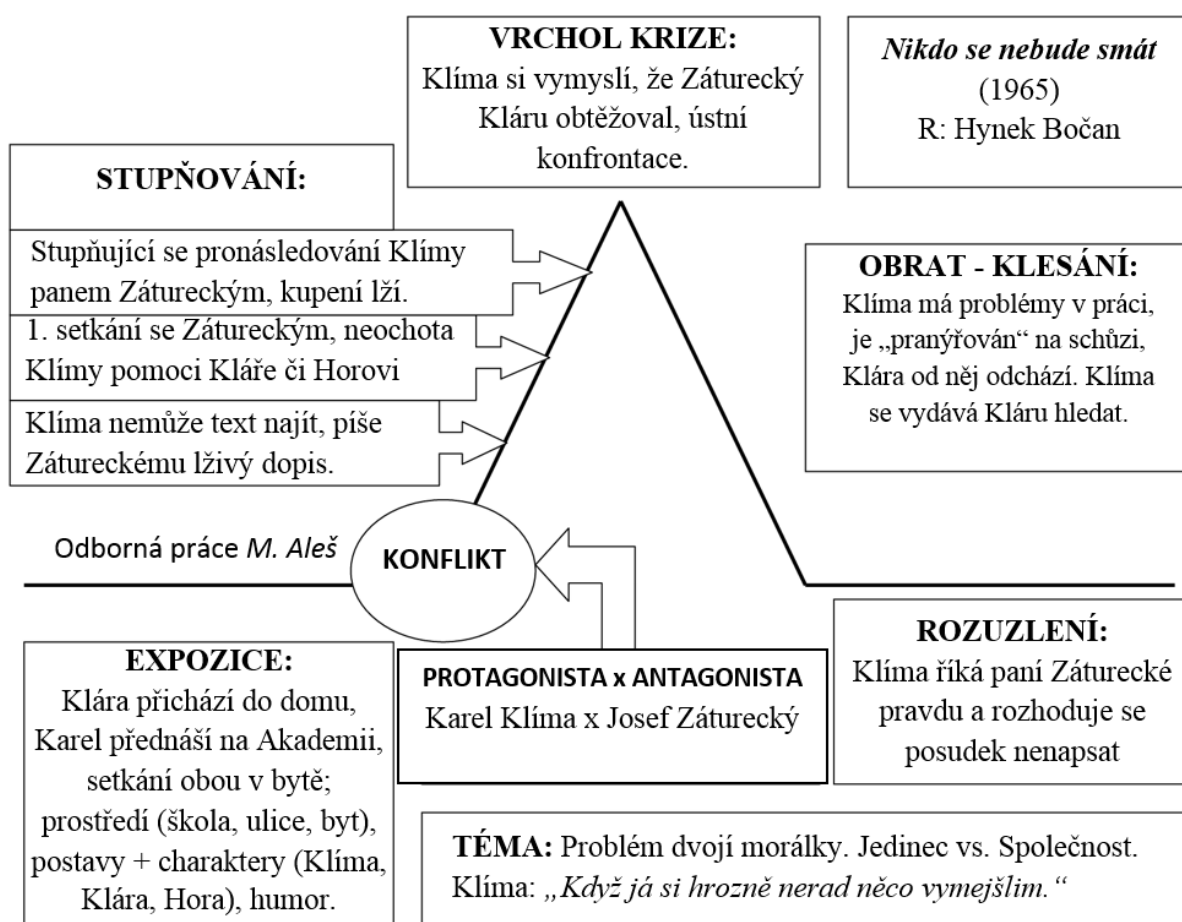 VRCHOL KRIZE:
Klíma si vymyslí, že Záturecký
Kláru obtěžoval, ústní
konfrontace.
Nikdo se nebude smát
(1965)
R: Hynek Bočan
STUPŇOVÁNÍ:
Stupňující se pronásledování Klímy
panem Zátureckým, kupení lží.
1. setkání se Zátureckým, neochota
Klímy pomoci Kláře či Horovi
Klíma nemůže text najít, píše
Zátureckému lživý dopis.
OBRAT - KLESÁNÍ:
Klíma má problémy v práci,
je „pranýřován“ na schůzi,
Klára od něj odchází. Klíma
se vydává Kláru hledat.
Odborná práce M. Aleš
KONFLIKT
EXPOZICE:
Klára přichází do domu,
Karel přednáší na Akademii,
setkání obou v bytě;
prostředí (škola, ulice, byt),
postavy + charaktery (Klíma,
Klára, Hora), humor.
PROTAGONISTA x ANTAGONISTA
Karel Klíma x Josef Záturecký
ROZUZLENÍ:
Klíma říká paní Záturecké
pravdu a rozhoduje se
posudek nenapsat
TÉMA: Problém dvojí morálky. Jedinec vs. Společnost.
Klíma: „Když já si hrozně nerad něco vymejšlim.“